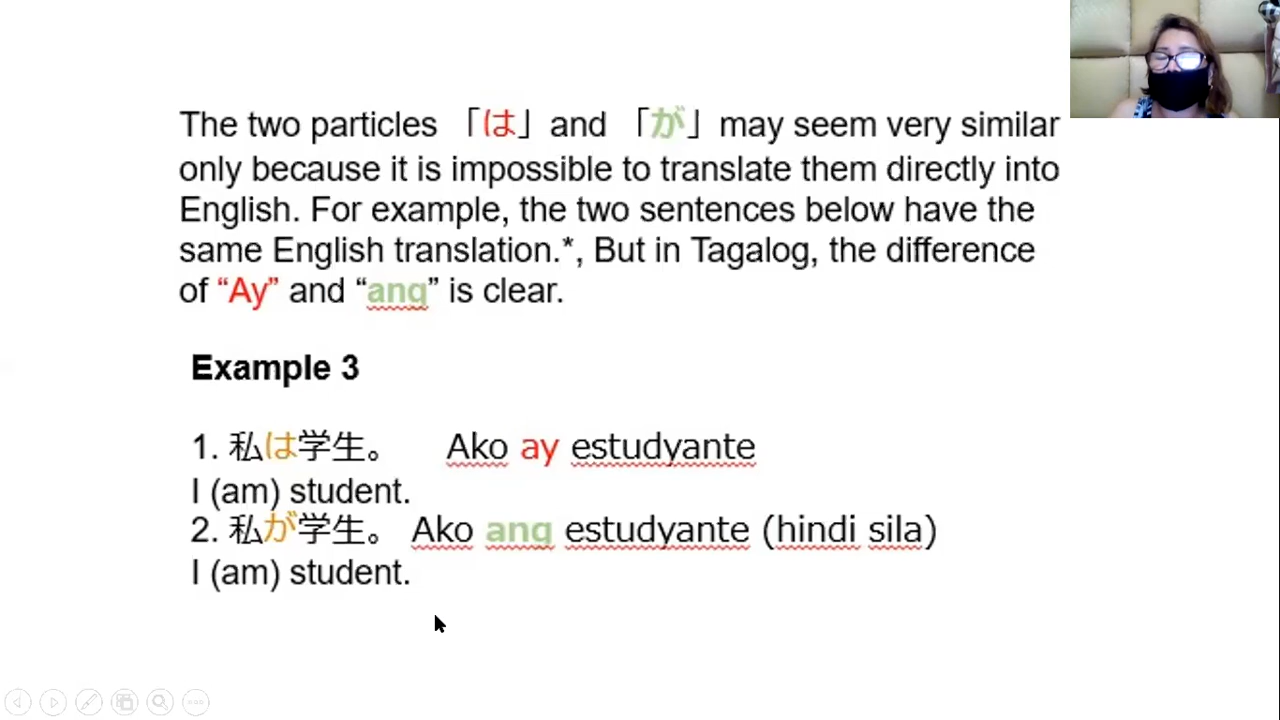 The two particles 「は」 and 「が」 may seem very similar
only because it is impossible to translate them directly into
English. For example, the two sentences below have the
same English translation.*, But in Tagalog, the difference
of “Ay” and “ang” is clear.
Example 3
1. 私は学生。 Ako ay estudyante
I (am) student.
2. 私が学生。 Ako ang estudyante (hindi sila)
I (am) student.